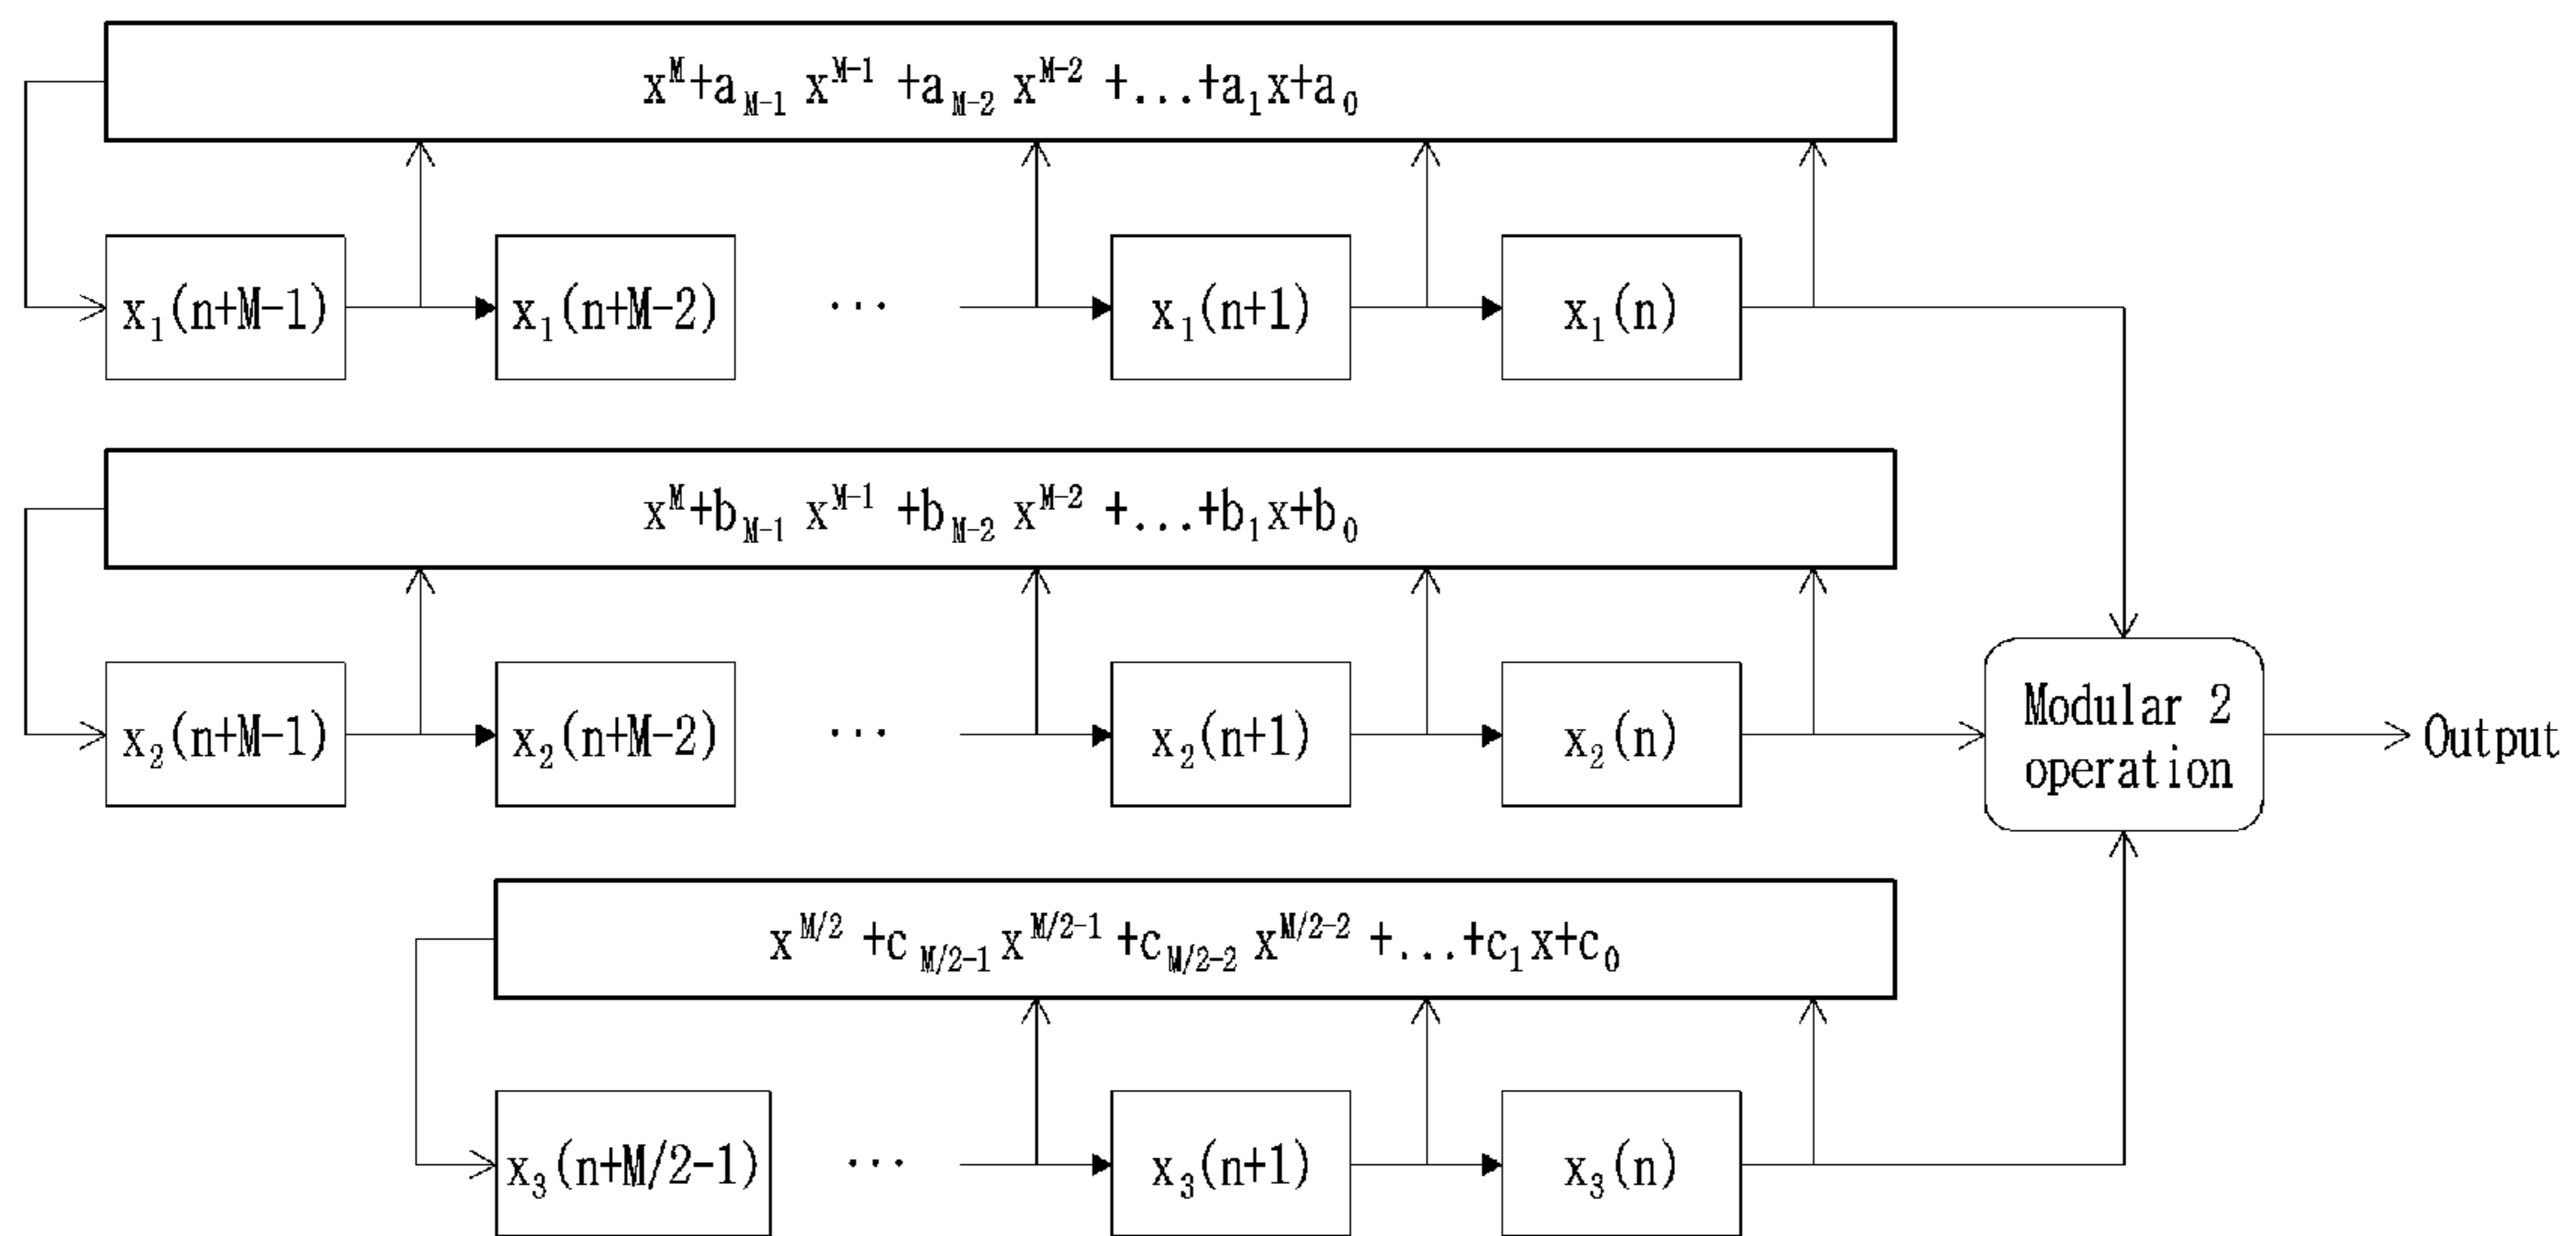 x^M+a_{M-1} x^{M-1} +a_{M-2} x^{M-2} +...+a_1x+a_0
x_1(n+M-1) x_1(n+M-2) ... x_1(n+1) x_1(n)
x^M+b_{M-1} x^{M-1} +b_{M-2} x^{M-2} +...+b_1x+b_0
x_2(n+M-1) x_2(n+M-2) ... x_2(n+1) x_2(n)
Modular 2
operation
Output
x^{M/2} +c_{M/2-1} x^{M/2-1} +c_{M/2-2} x^{M/2-2} +...+c_1x+c_0
x_3(n+M/2-1) ... x_3(n+1) x_3(n)